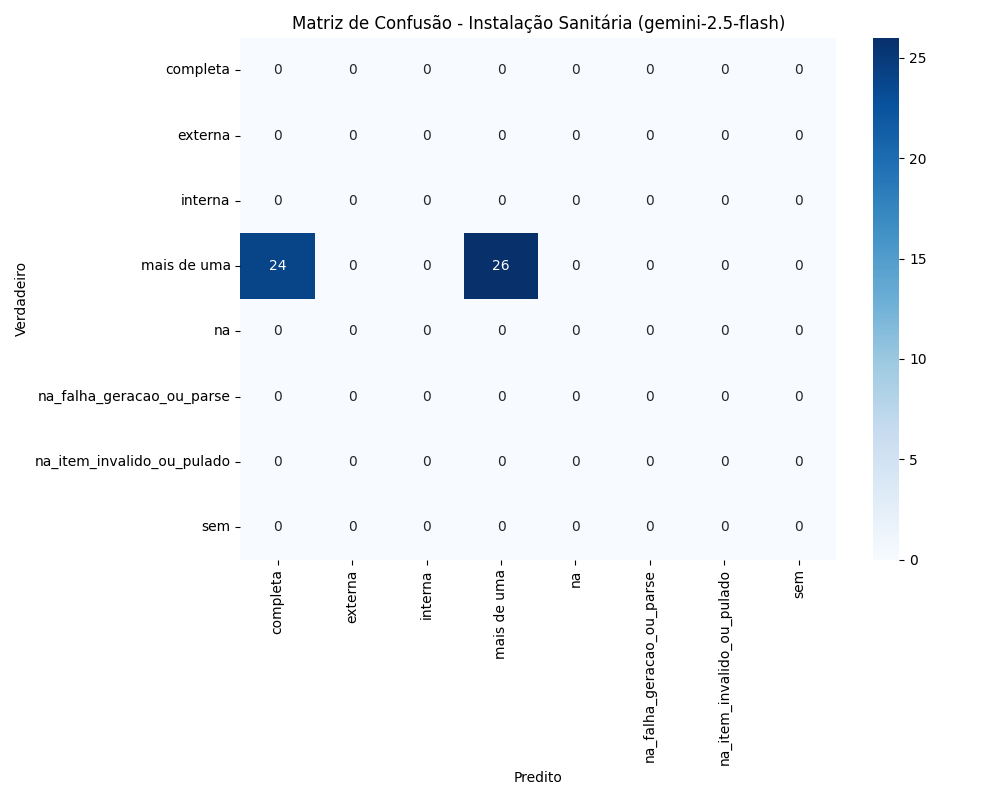 Matriz de Confusão - Instalação Sanitária (gemini-2.5-flash)
completa 0 0 0 0 0 0 0 0
externa 0 0 0 0 0 0 0 0
interna 0 0 0 0 0 0 0 0
mais de uma 24 0 0 26 0 0 0 0
na 0 0 0 0 0 0 0 0
na_falha_geracao_ou_parse 0 0 0 0 0 0 0 0
na_item_invalido_ou_pulado 0 0 0 0 0 0 0 0
sem 0 0 0 0 0 0 0 0
Verdadeiro
completa
externa
interna
mais de uma
na
na_falha_geracao_ou_parse
na_item_invalido_ou_pulado
sem
Predito
25
20
15
10
5
0